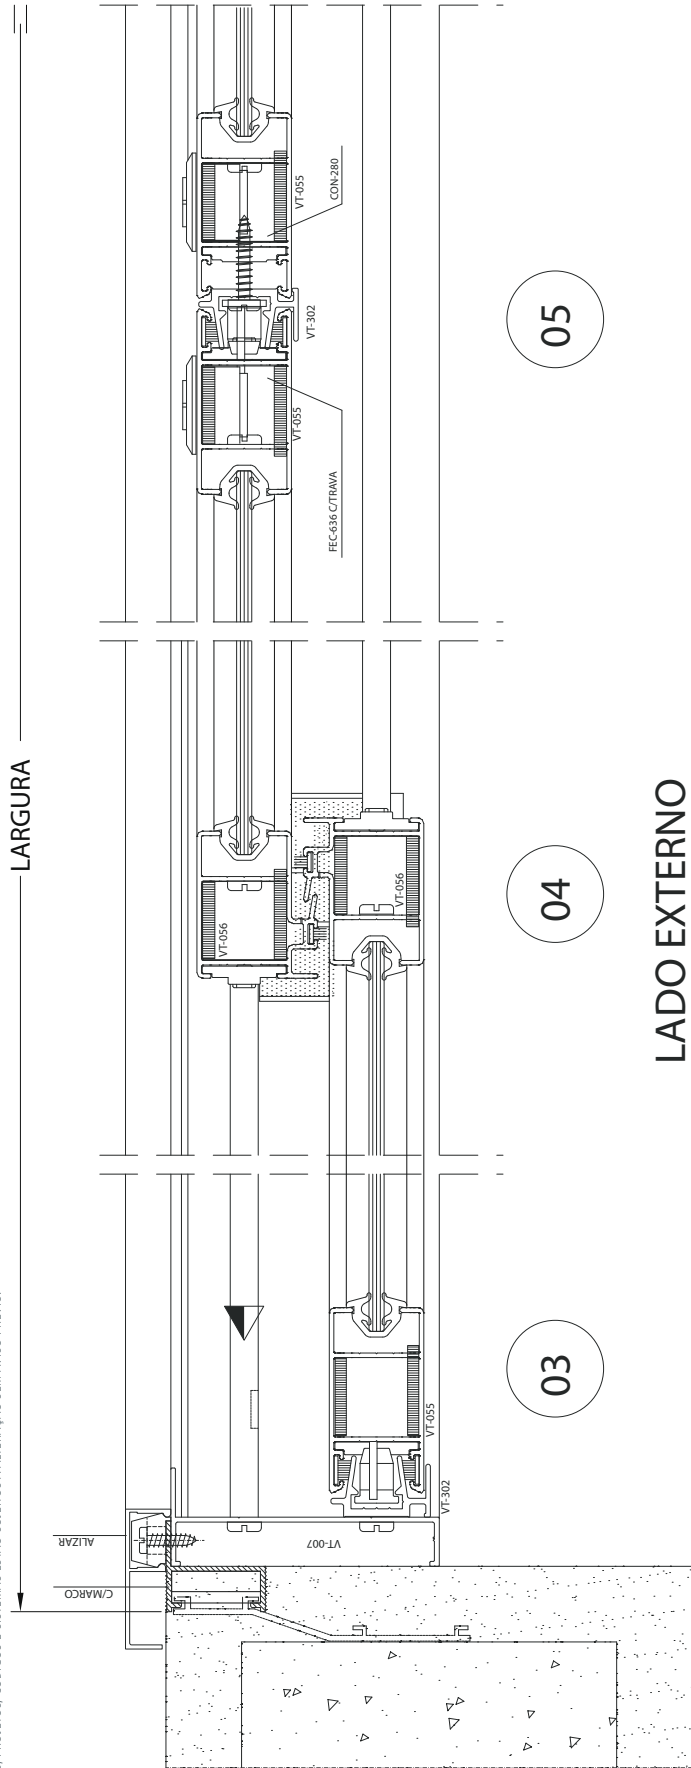 LARGURA
ALIZAR
C/MARCO
VT-007
VT-302
VT-055
VT-056
VT-056
FEC-636 C/TRAVA
VT-055
VT-302
VT-055
CON-280
03
04
05
LADO EXTERNO